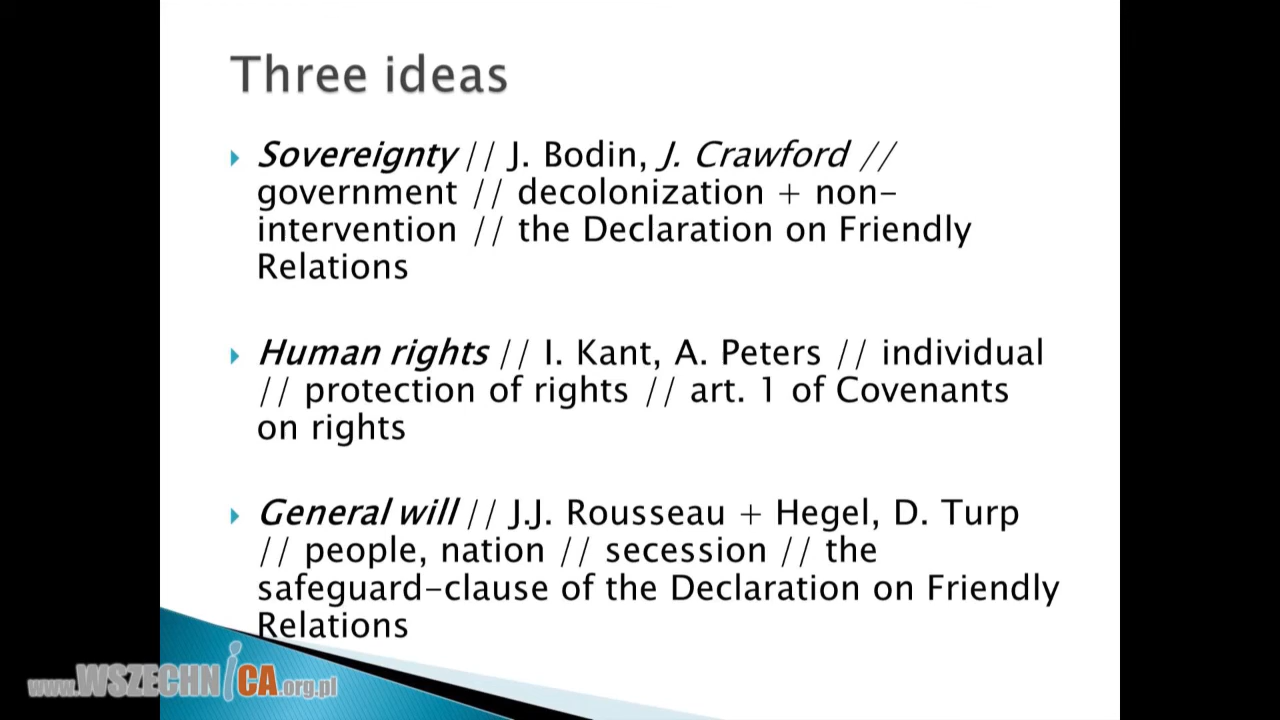 Three ideas
Sovereignty // J. Bodin, J. Crawford //
government // decolonization + non-
intervention // the Declaration on Friendly
Relations
Human rights // I. Kant, A. Peters // individual
// protection of rights // art. 1 of Covenants
on rights
General will // J.J. Rousseau + Hegel, D. Turp
// people, nation // secession // the
safeguard-clause of the Declaration on Friendly
Relations
www.WSZECHNiCA.org.pl